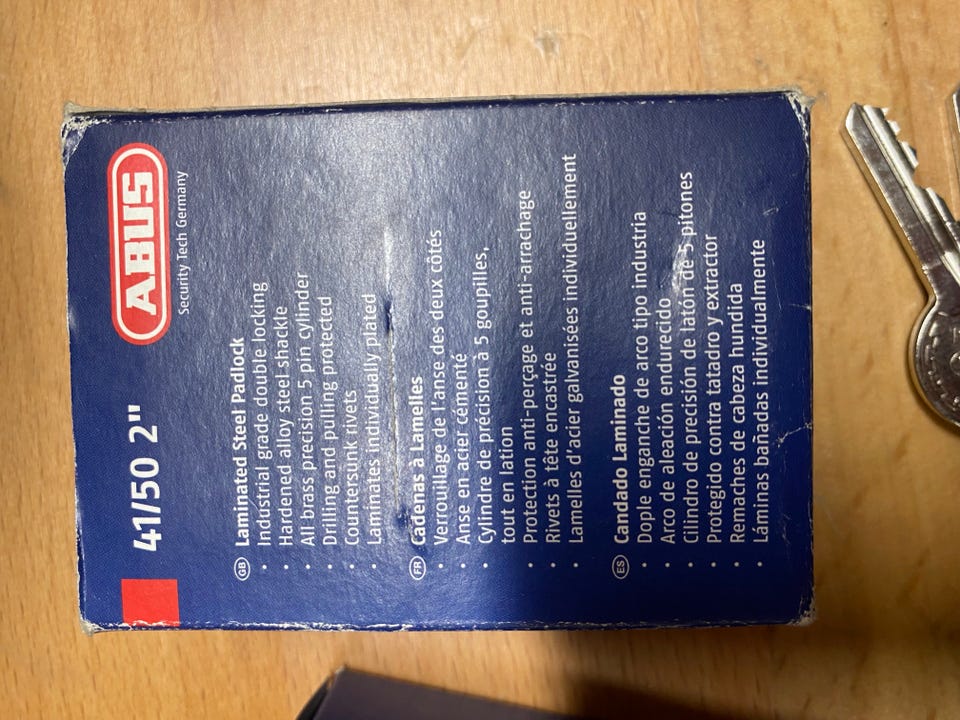 41/50 2"
ABUS
Security Tech Germany
GB Laminated Steel Padlock
• Industrial grade double locking
• Hardened alloy steel shackle
• All brass precision 5 pin cylinder
• Drilling and pulling protected
• Countersunk rivets
• Laminates individually plated
FR Cadenas à Lamelles
• Verrouillage de l'anse des deux côtés
• Anse en acier cémenté
• Cylindre de précision à 5 goupilles,
tout en lation
• Protection anti-perçage et anti-arrachage
• Rivets à tête encastrée
• Lamelles d'acier galvanisées individuellement
ES Candado Laminado
• Dople enganche de arco tipo industria
• Arco de aleación endurecido
• Cilindro de precisión de latón de 5 pitones
• Protegido contra tatadro y extractor
• Remaches de cabeza hundida
• Láminas bañadas individualmente